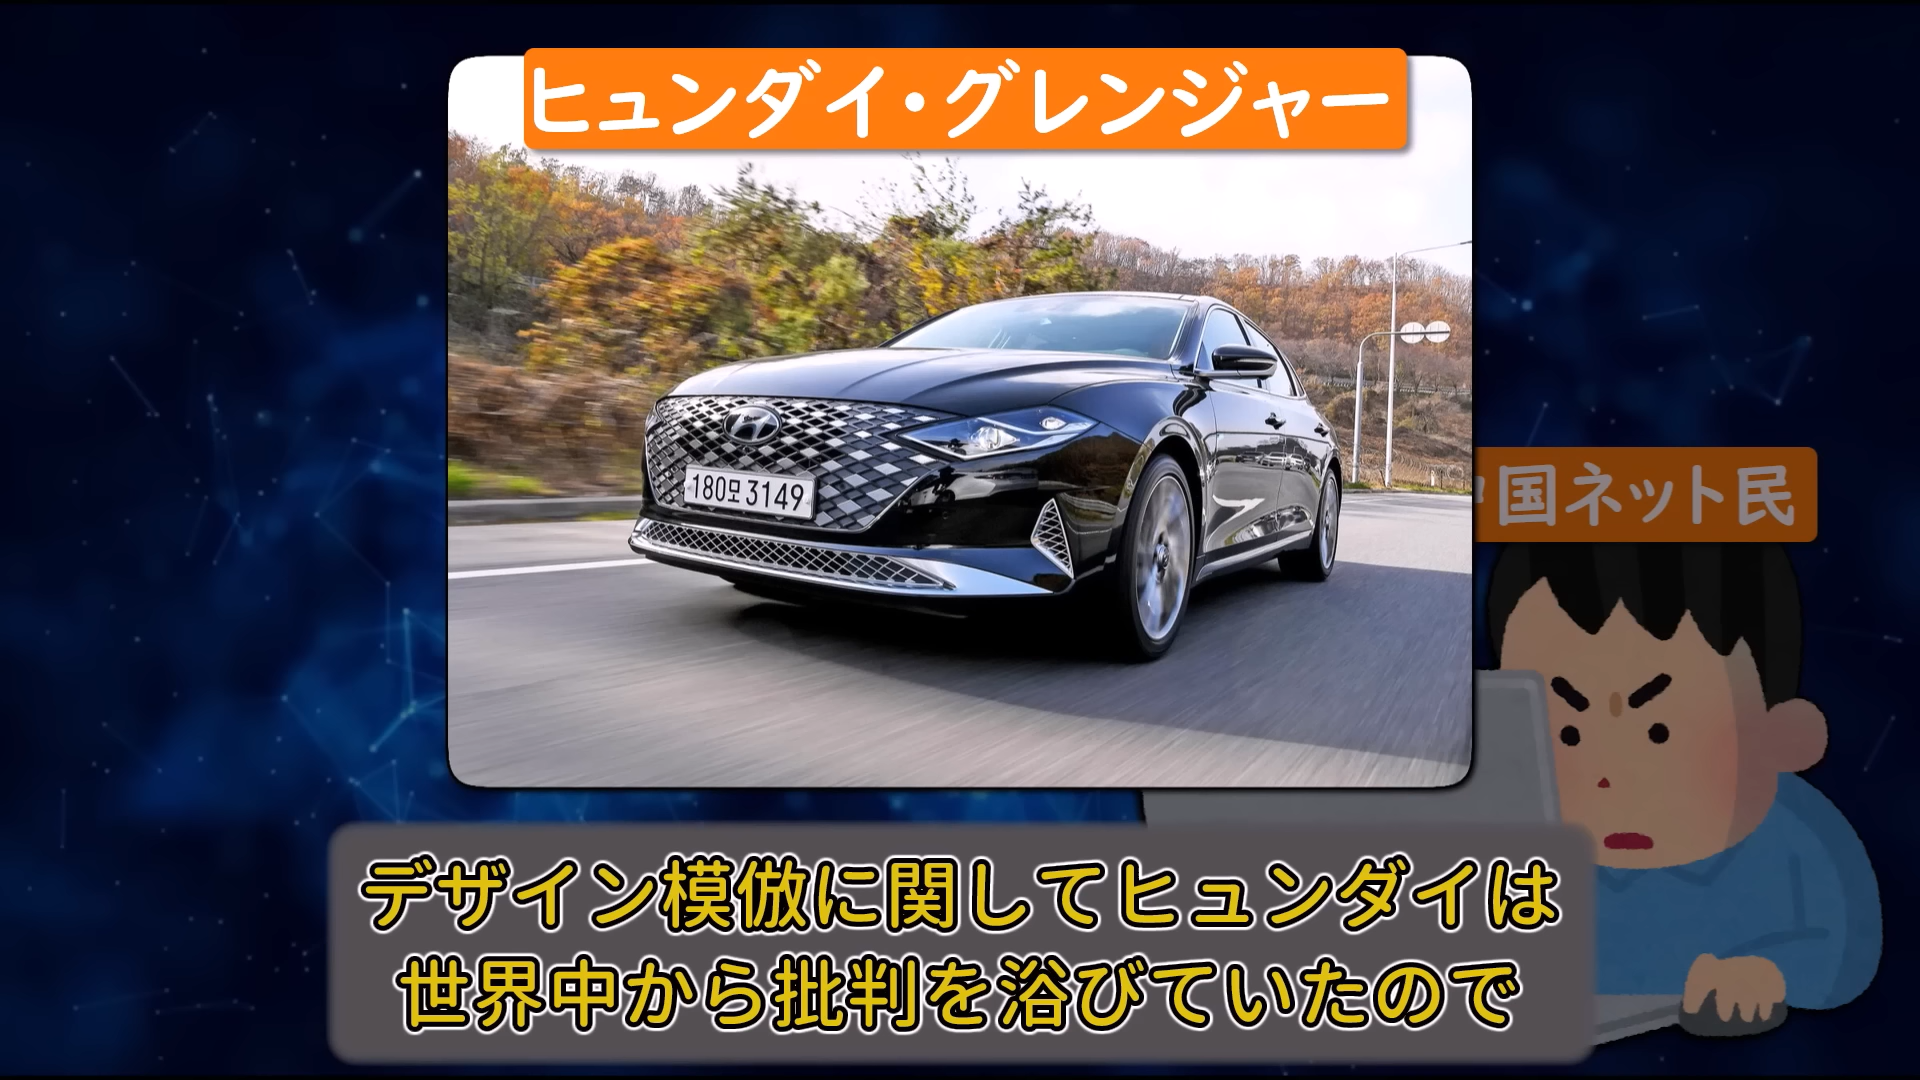 ヒュンダイ・グレンジャー
180모 3149
国ネット民
デザイン模倣に関してヒュンダイは
世界中から批判を浴びていたので